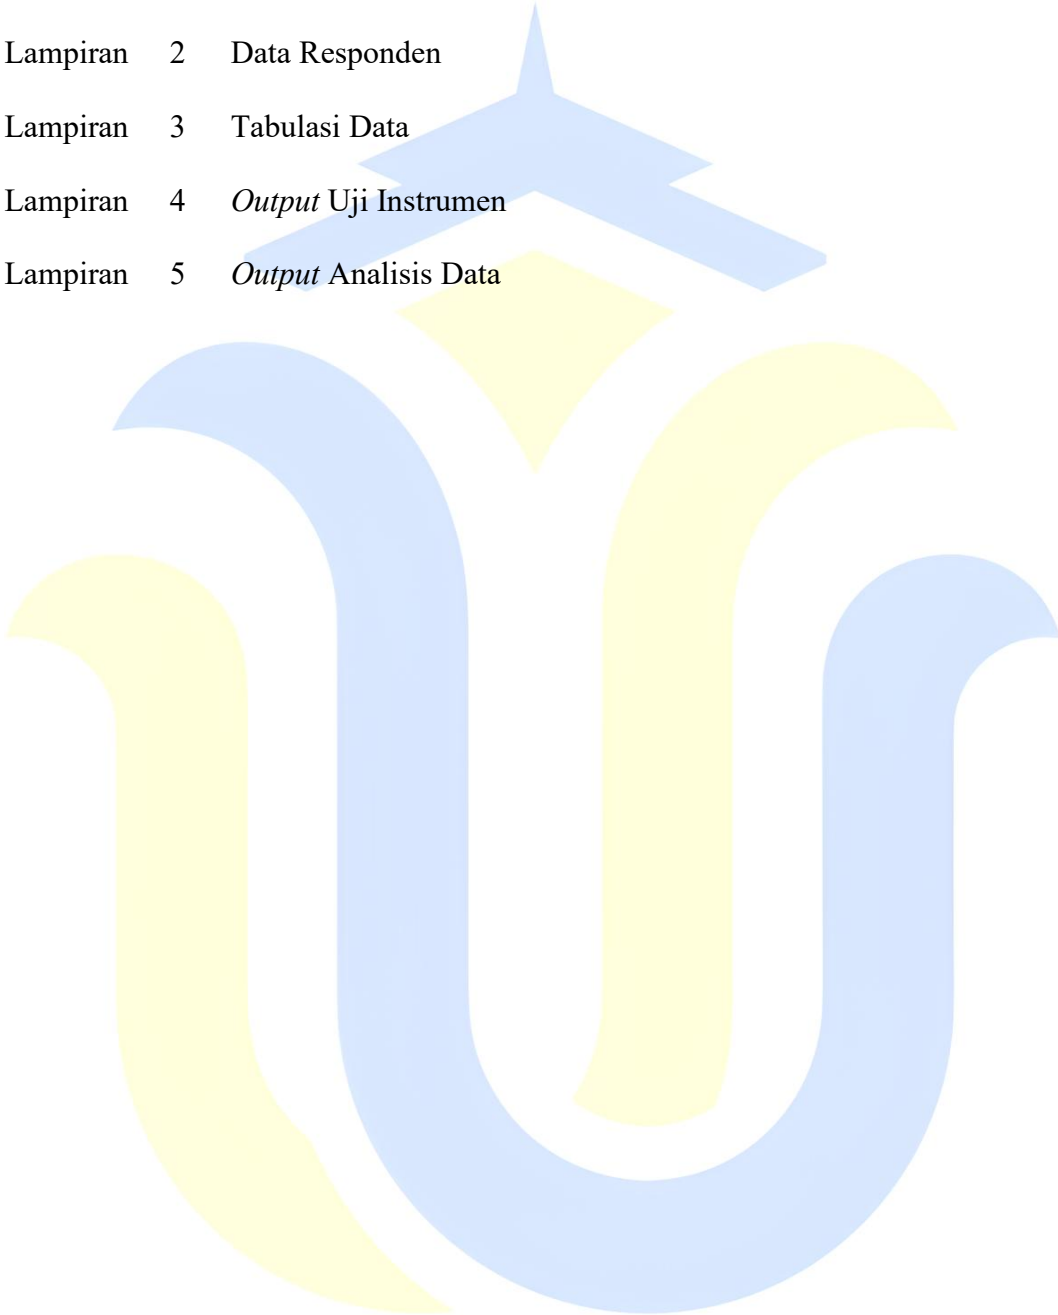 Lampiran 2 Data Responden
Lampiran 3 Tabulasi Data
Lampiran 4 Output Uji Instrumen
Lampiran 5 Output Analisis Data